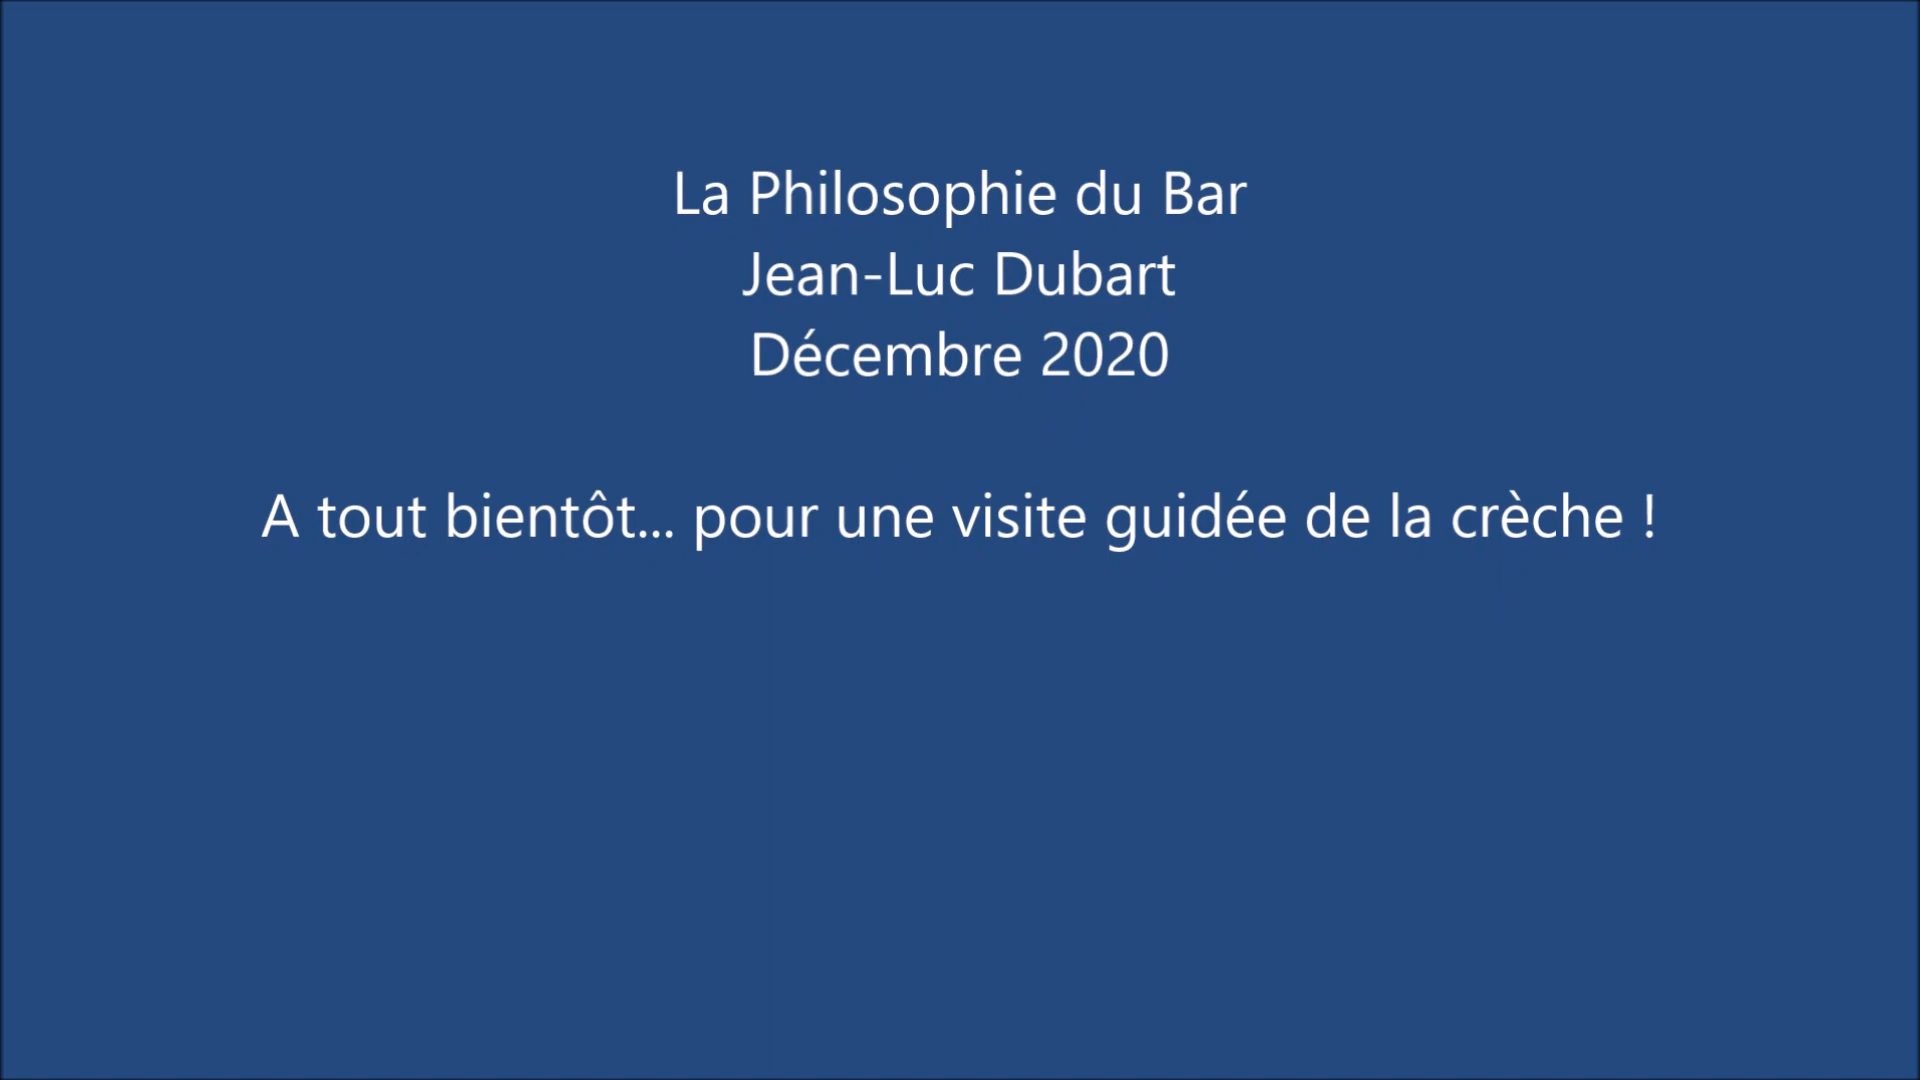 La Philosophie du Bar
Jean-Luc Dubart
Décembre 2020
A tout bientôt... pour une visite guidée de la crèche !